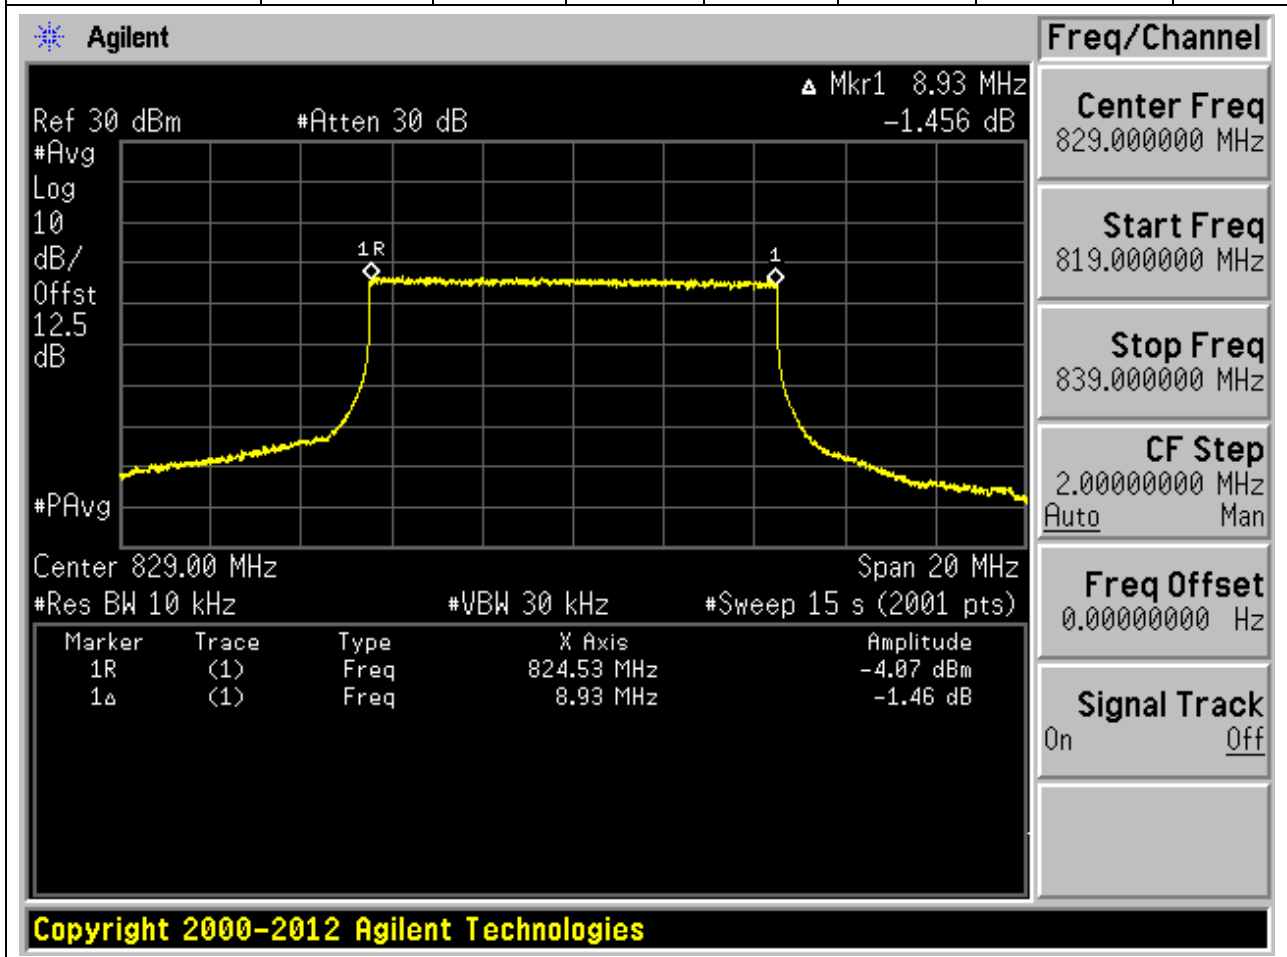 Agilent
Freq/Channel
Δ Mkr1 8.93 MHz
Ref 30 dBm #Atten 30 dB -1.456 dB
#Avg
Log
10
dB/
Offst
12.5
dB
#PAvg
1R
1
Center 829.00 MHz Span 20 MHz
#Res BW 10 kHz #VBW 30 kHz #Sweep 15 s (2001 pts)
Marker Trace Type X Axis Amplitude
1R (1) Freq 824.53 MHz -4.07 dBm
1Δ (1) Freq 8.93 MHz -1.46 dB
Center Freq
829.000000 MHz
Start Freq
819.000000 MHz
Stop Freq
839.000000 MHz
CF Step
2.00000000 MHz
Auto Man
Freq Offset
0.00000000 Hz
Signal Track
On Off
Copyright 2000-2012 Agilent Technologies